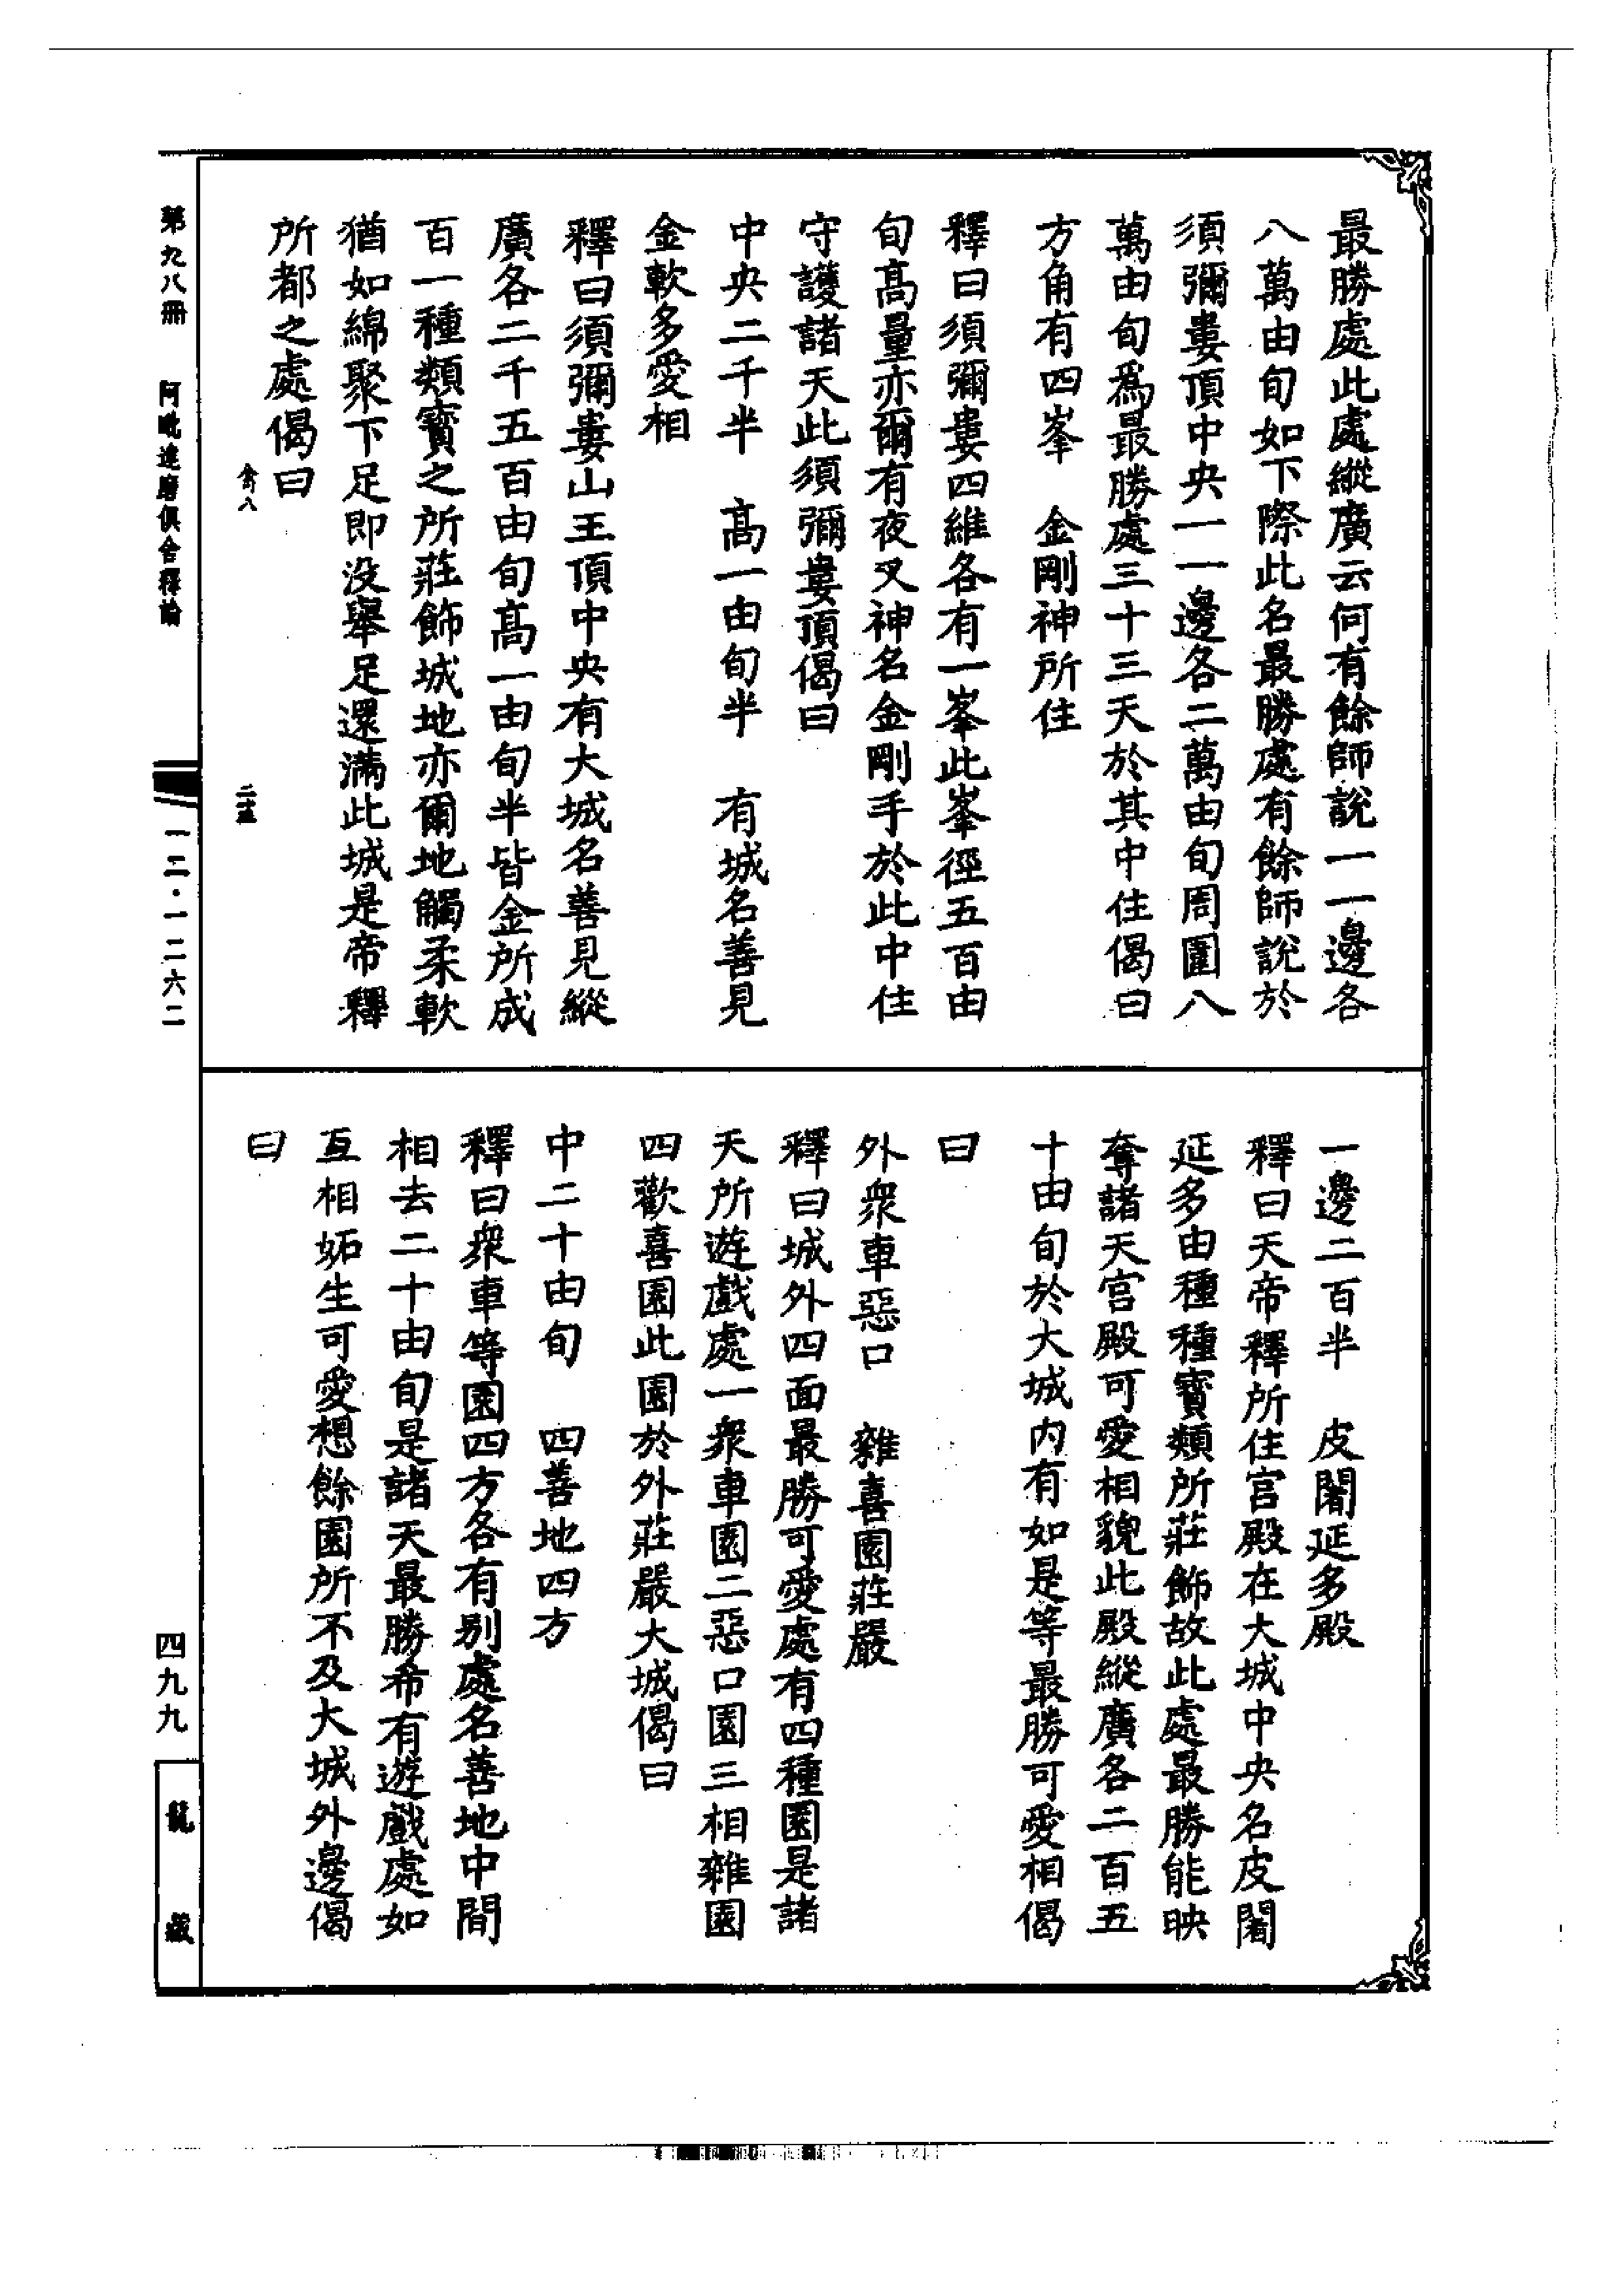 最勝處此處縱廣云何有餘師說一一邊各
八萬由旬如下際此名最勝處有餘師說於
須彌婁頂中央一一邊各二萬由旬周圍八
萬由旬爲最勝處三十三天於其中住偈曰
方角有四峯　金剛神所住
釋曰須彌婁四維各有一峯此峯徑五百由
旬高量亦爾有夜叉神名金剛手於此中住
守護諸天此須彌婁頂偈曰
中央二千半　高一由旬半　有城名善見
金軟多愛相
釋曰須彌婁山王頂中央有大城名善見縱
廣各二千五百由旬高一由旬半皆金所成
百一種類寶之所莊飾城地亦爾地觸柔軟
猶如綿聚下足即没舉足還滿此城是帝釋
所都之處偈曰
一邊二百半　皮闍延多殿
釋曰天帝釋所住宫殿在大城中央名皮闍
延多由種種寶類所莊飾故此處最勝能映
奪諸天宫殿可愛相貌此殿縱廣各二百五
十由旬於大城内有如是等最勝可愛相偈
曰
外衆車惡口　雜喜園莊嚴
釋曰城外四面最勝可愛處有四種園是諸
天所遊戲處一衆車園二惡口園三相雜園
四歡喜園此園於外莊嚴大城偈曰
中二十由旬　四善地四方
釋曰衆車等園四方各有别處名善地中間
相去二十由旬是諸天最勝希有遊戲處如
互相妬生可愛想餘園所不及大城外邊偈
曰
第九八冊　阿毗達磨俱舍釋論
一二·一二六二
四九九
龍藏